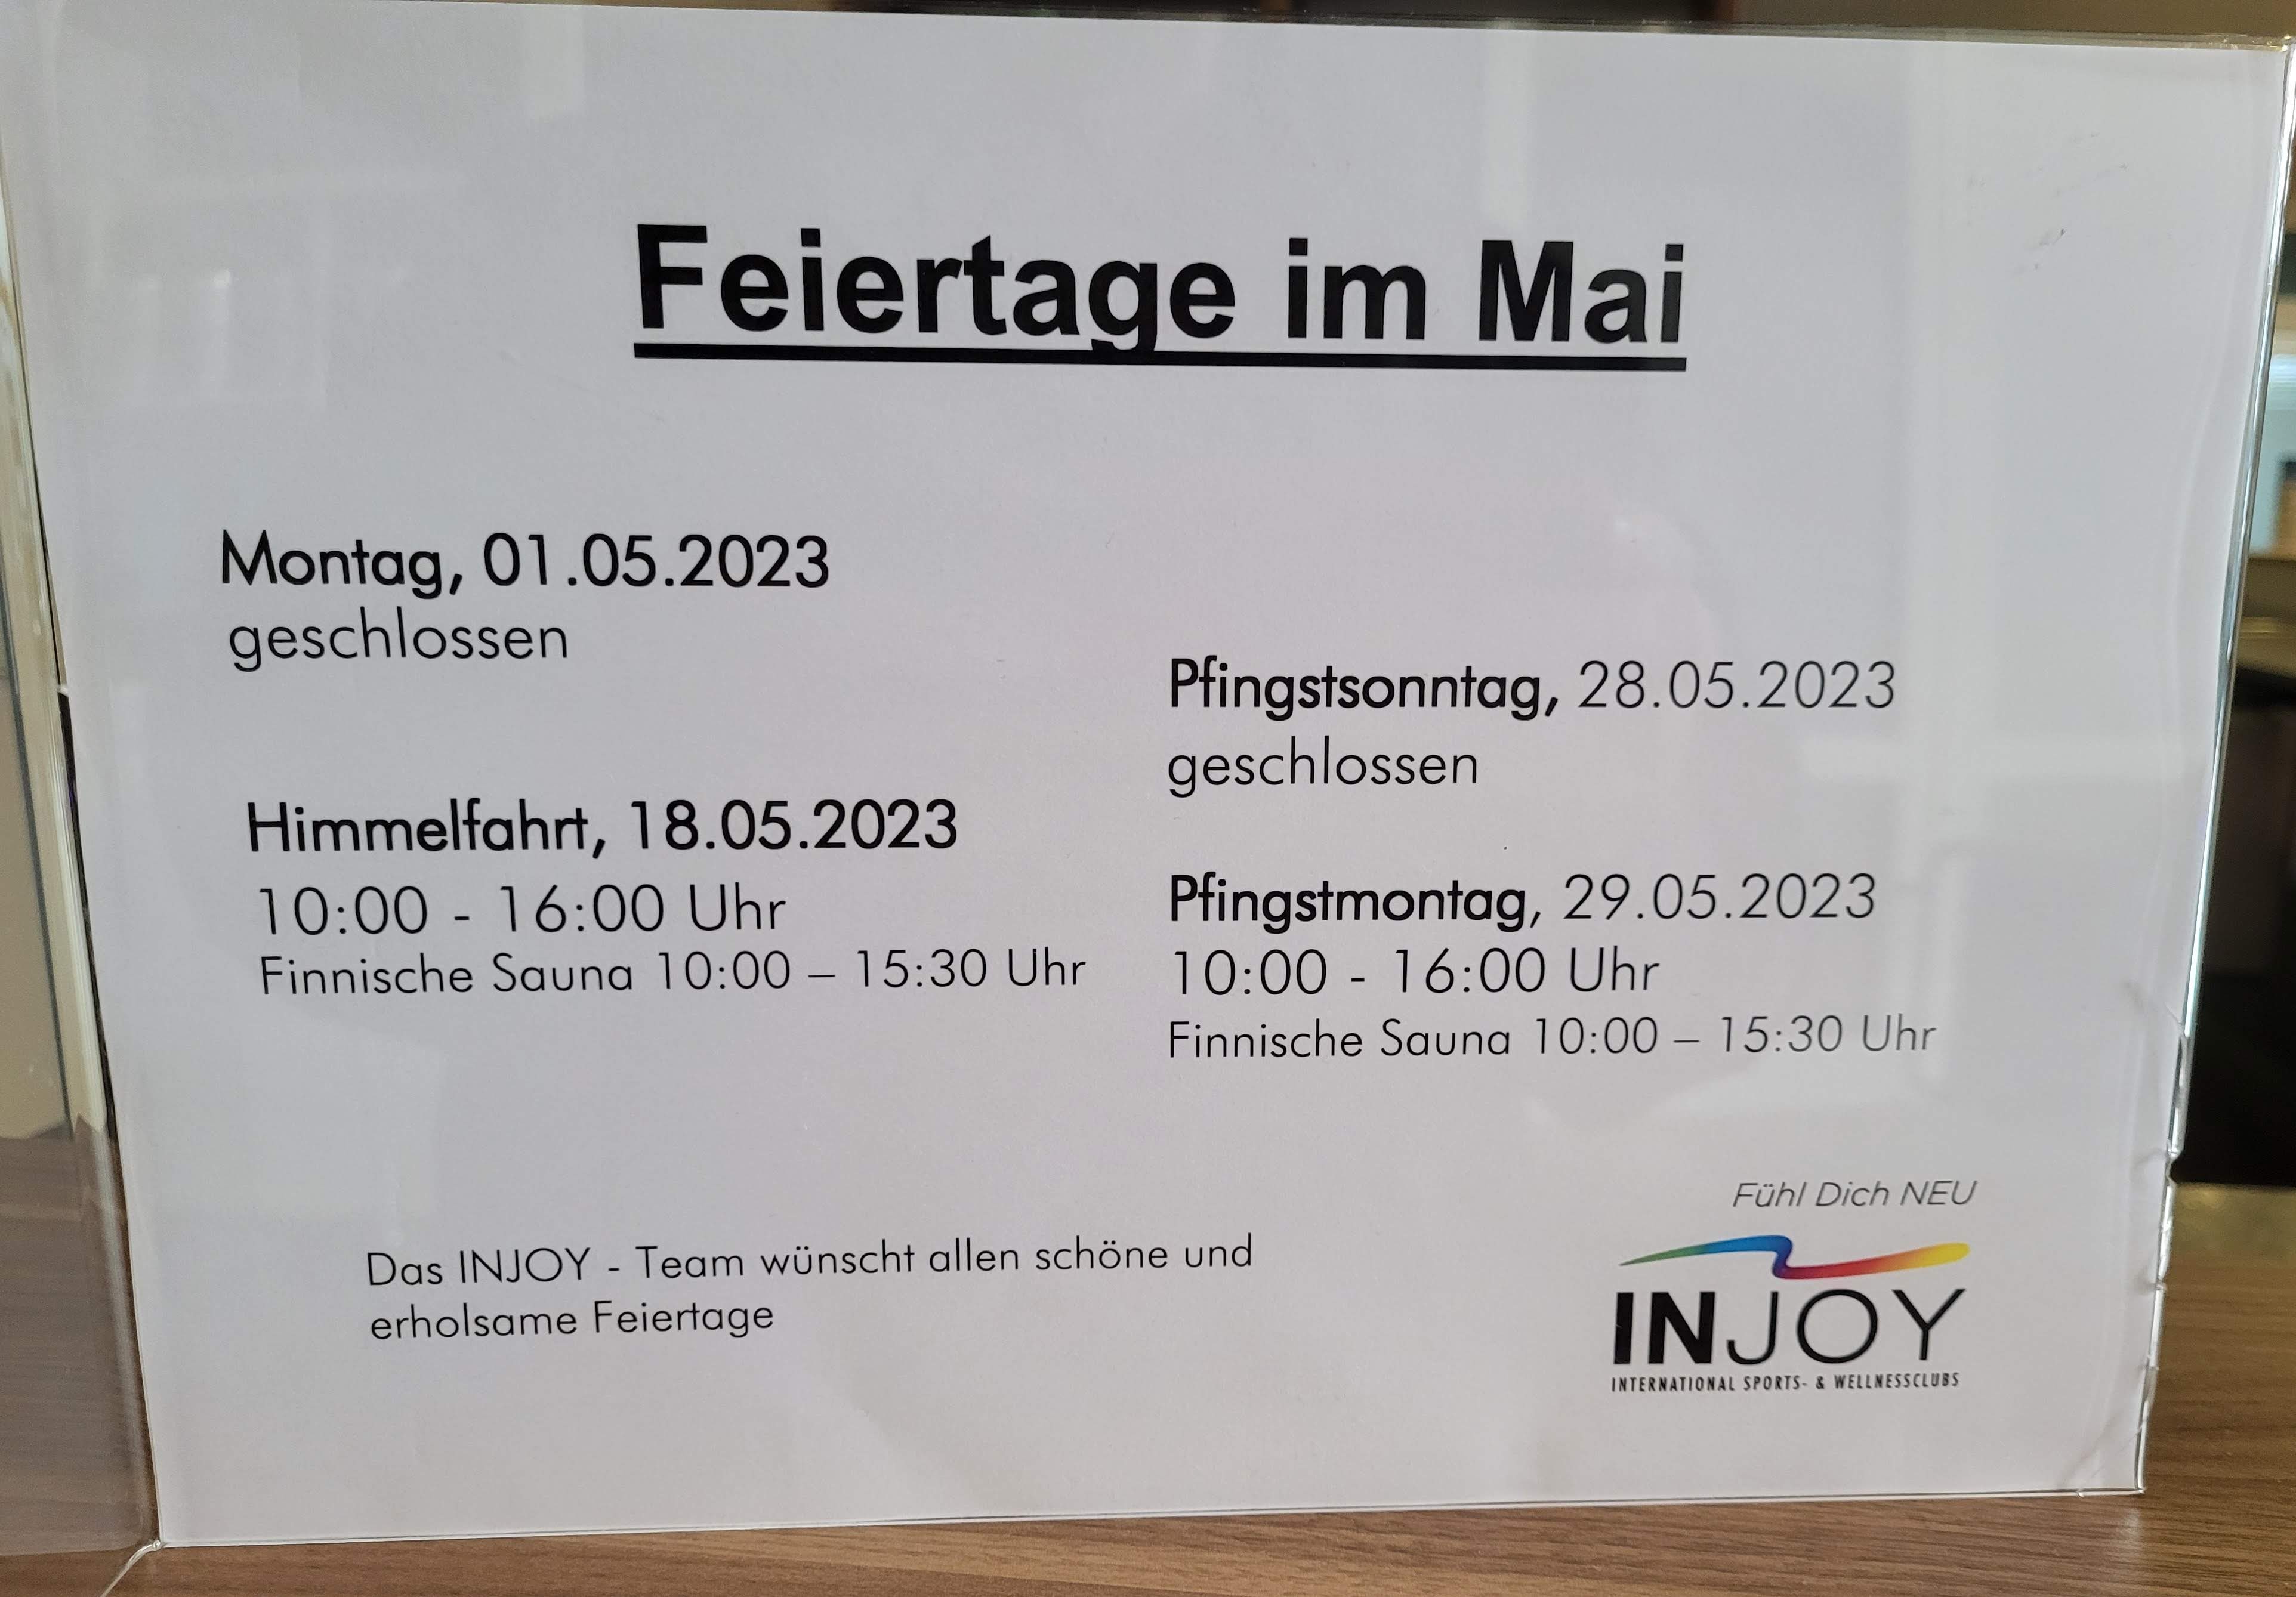 Feiertage im Mai
Montag, 01.05.2023
geschlossen
Himmelfahrt, 18.05.2023
10:00 - 16:00 Uhr
Finnische Sauna 10:00 – 15:30 Uhr
Pfingstsonntag, 28.05.2023
geschlossen
Pfingstmontag, 29.05.2023
10:00 - 16:00 Uhr
Finnische Sauna 10:00 – 15:30 Uhr
Das INJOY - Team wünscht allen schöne und
erholsame Feiertage
Fühl Dich NEU
INJOY
INTERNATIONAL SPORTS- & WELLNESSCLUBS